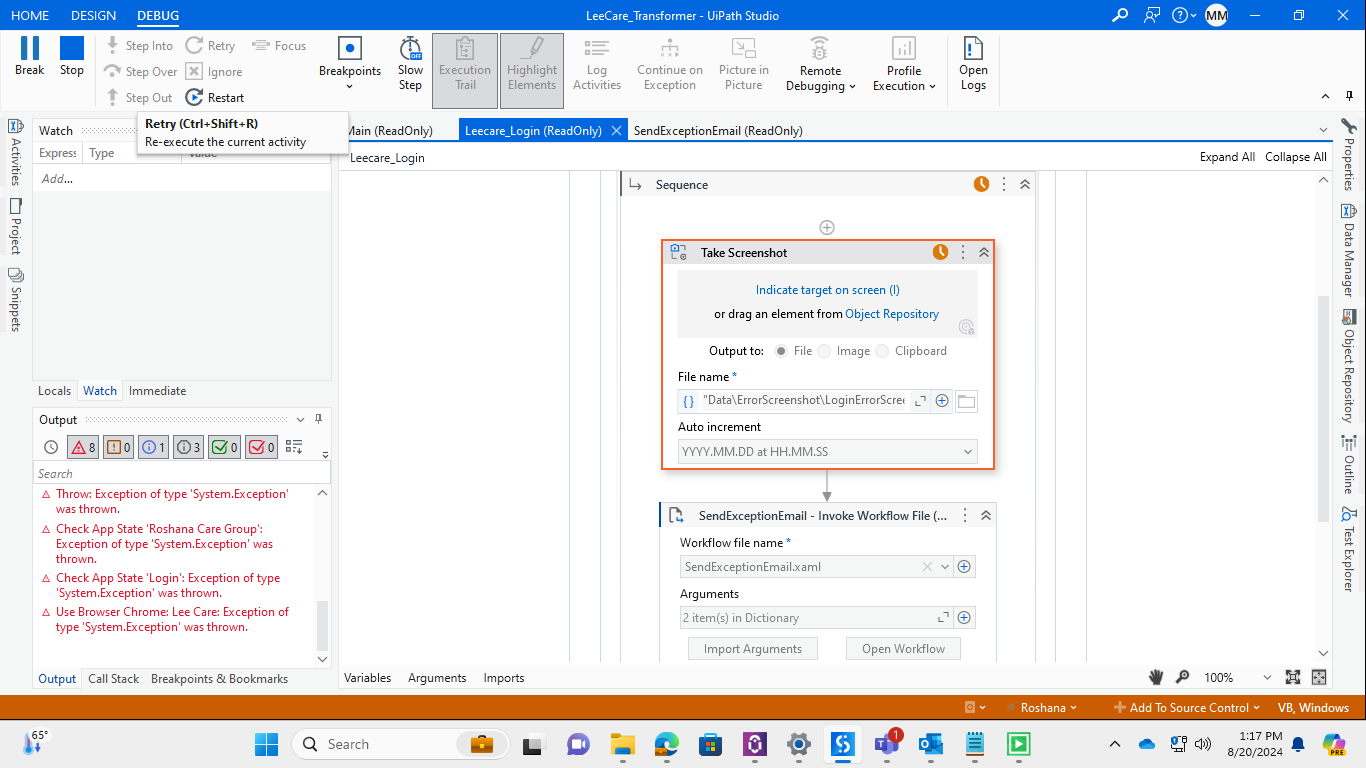 HOME DESIGN DEBUG
LeeCare_Transformer - UiPath Studio
MM
Break
Stop
Step Into
Step Over
Step Out
Retry
Ignore
Restart
Focus
Breakpoints
Slow
Step
Execution
Trail
Highlight
Elements
Log
Activities
Continue on
Exception
Picture in
Picture
Remote
Debugging
Profile
Execution
Open
Logs
Retry (Ctrl+Shift+R)
Re-execute the current activity
Activities
Project
Snippets
Watch
Express Type Value
Add...
Locals Watch Immediate
Output
8 0 1 3 0 0
Search
Throw: Exception of type 'System.Exception'
was thrown.
Check App State 'Roshana Care Group':
Exception of type 'System.Exception' was
thrown.
Check App State 'Login': Exception of type
'System.Exception' was thrown.
Use Browser Chrome: Lee Care: Exception of
type 'System.Exception' was thrown.
Output Call Stack Breakpoints & Bookmarks
Main (ReadOnly) Leecare_Login (ReadOnly) SendExceptionEmail (ReadOnly)
Leecare_Login
Expand All Collapse All
Sequence
Take Screenshot
Indicate target on screen (I)
or drag an element from Object Repository
Output to: File Image Clipboard
File name *
"Data\ErrorScreenshot\LoginErrorScree
Auto increment
YYYY.MM.DD at HH.MM.SS
SendExceptionEmail - Invoke Workflow File (...
Workflow file name *
SendExceptionEmail.xaml
Arguments
2 item(s) in Dictionary
Import Arguments Open Workflow
Variables Arguments Imports
100%
Properties
Data Manager
Object Repository
Outline
Test Explorer
Roshana
Add To Source Control
VB, Windows
65°
Search
1
1:17 PM
8/20/2024
PRE